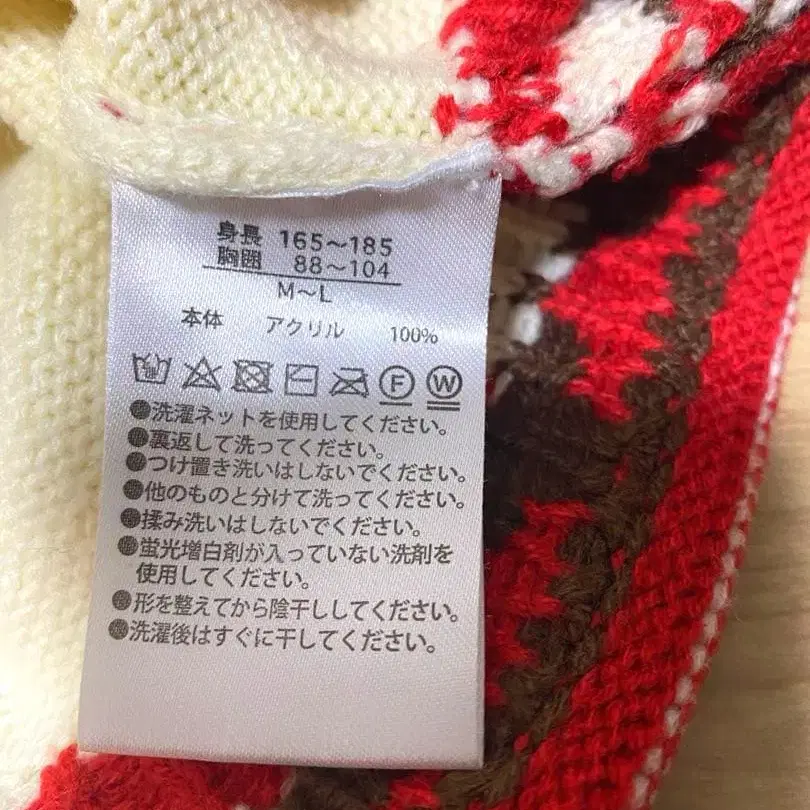 身長 165～185
胸囲 88～104
M～L
本体 アクリル 100%
F W
●洗濯ネットを使用してください。
●裏返して洗ってください。
●つけ置き洗いはしないでください。
●他のものと分けて洗ってください。
●揉み洗いはしないでください。
●蛍光増白剤が入っていない洗剤を
使用してください。
●形を整えてから陰干ししてください。
●洗濯後はすぐに干してください。